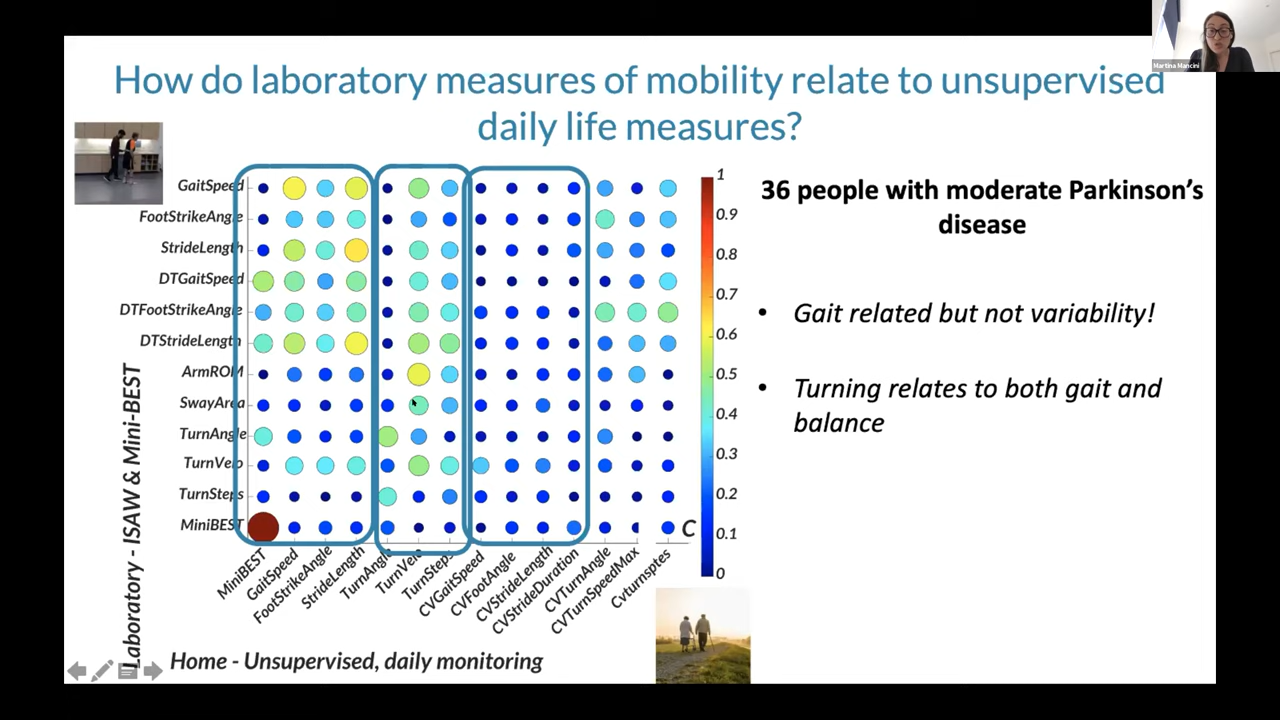 Martina Mancini
How do laboratory measures of mobility relate to unsupervised
daily life measures?
GaitSpeed
FootStrikeAngle
StrideLength
DTGaitSpeed
DTFootStrikeAngle
DTStrideLength
ArmROM
SwayArea
TurnAngle
TurnVelo
TurnSteps
MiniBEST
Laboratory - ISAW & Mini-BEST
MiniBEST
GaitSpeed
FootStrikeAngle
StrideLength
TurnAngle
TurnVelo
TurnSteps
CVGaitSpeed
CVFootAngle
CVStrideLength
CVStrideDuration
CVTurnAngle
CVTurnSpeedMax
Cvturnsptes
C
1
0.9
0.8
0.7
0.6
0.5
0.4
0.3
0.2
0.1
0
Home - Unsupervised, daily monitoring
36 people with moderate Parkinson's
disease
• Gait related but not variability!
• Turning relates to both gait and
balance